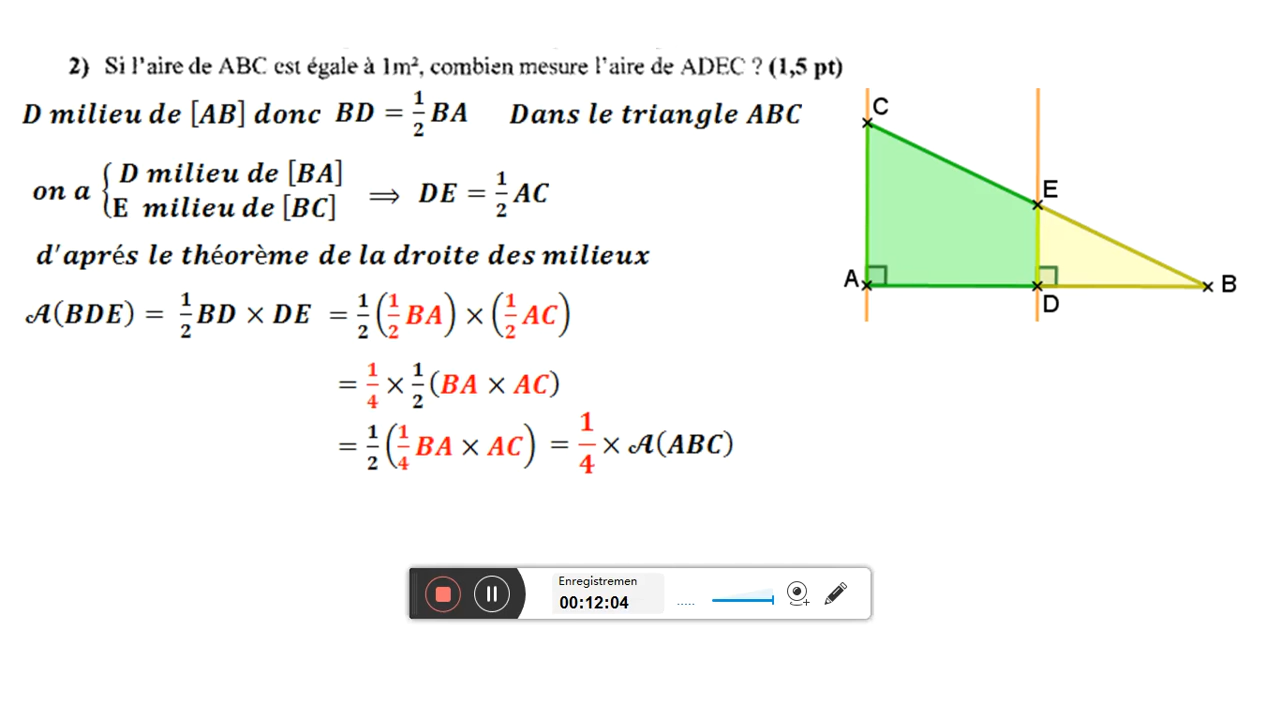 2) Si l'aire de ABC est égale à 1m², combien mesure l'aire de ADEC ? (1,5 pt)
D milieu de [AB] donc BD = 1/2 BA Dans le triangle ABC
on a { D milieu de [BA]
E milieu de [BC] ⟹ DE = 1/2 AC
d'aprés le théorème de la droite des milieux
𝒜(BDE) = 1/2 BD × DE = 1/2 (1/2 BA) × (1/2 AC)
= 1/4 × 1/2 (BA × AC)
= 1/2 (1/4 BA × AC) = 1/4 × 𝒜(ABC)
C
E
A
B
D
Enregistremen
00:12:04